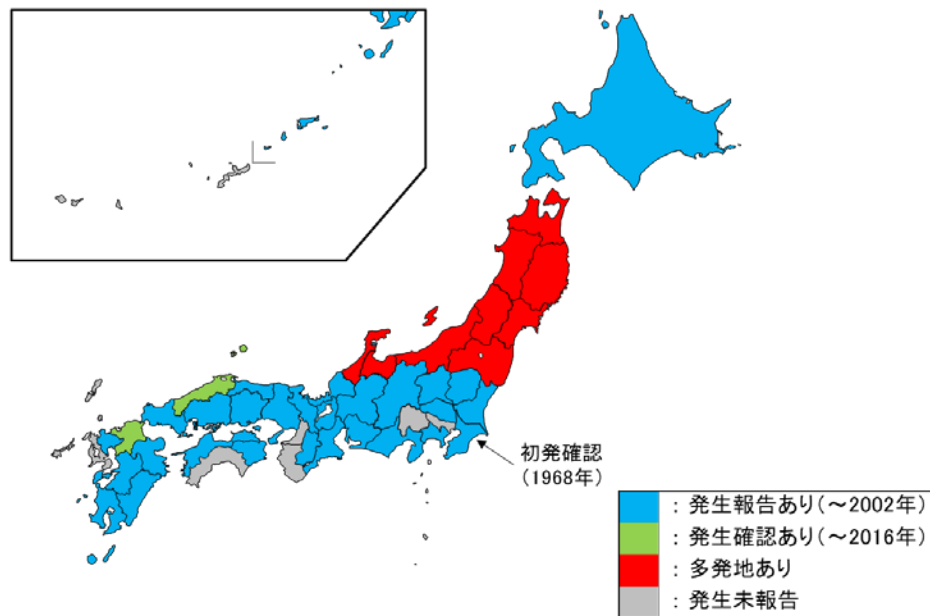 初発確認
(1968年)
：発生報告あり(～2002年)
：発生確認あり(～2016年)
：多発地あり
：発生未報告